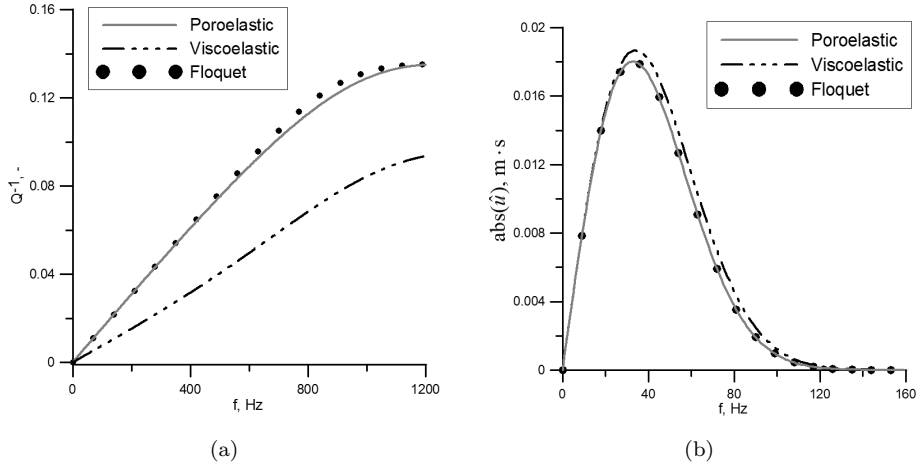 0.16
0.12
0.08
0.04
0
Q-1, -
0
400
800
1200
f, Hz
Poroelastic
Viscoelastic
Floquet
(a)
0.02
0.016
0.012
0.008
0.004
0
abs(û), m · s
0
40
80
120
160
f, Hz
Poroelastic
Viscoelastic
Floquet
(b)